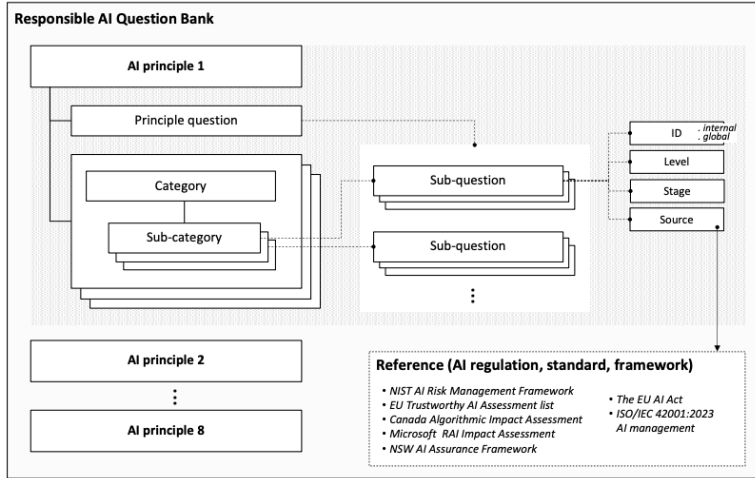 Responsible AI Question Bank
AI principle 1
Principle question
Category
Sub-category
Sub-question
Sub-question
ID . internal
. global
Level
Stage
Source
AI principle 2
AI principle 8
Reference (AI regulation, standard, framework)
• NIST AI Risk Management Framework
• EU Trustworthy AI Assessment list
• Canada Algorithmic Impact Assessment
• Microsoft RAI Impact Assessment
• NSW AI Assurance Framework
• The EU AI Act
• ISO/IEC 42001:2023
AI management